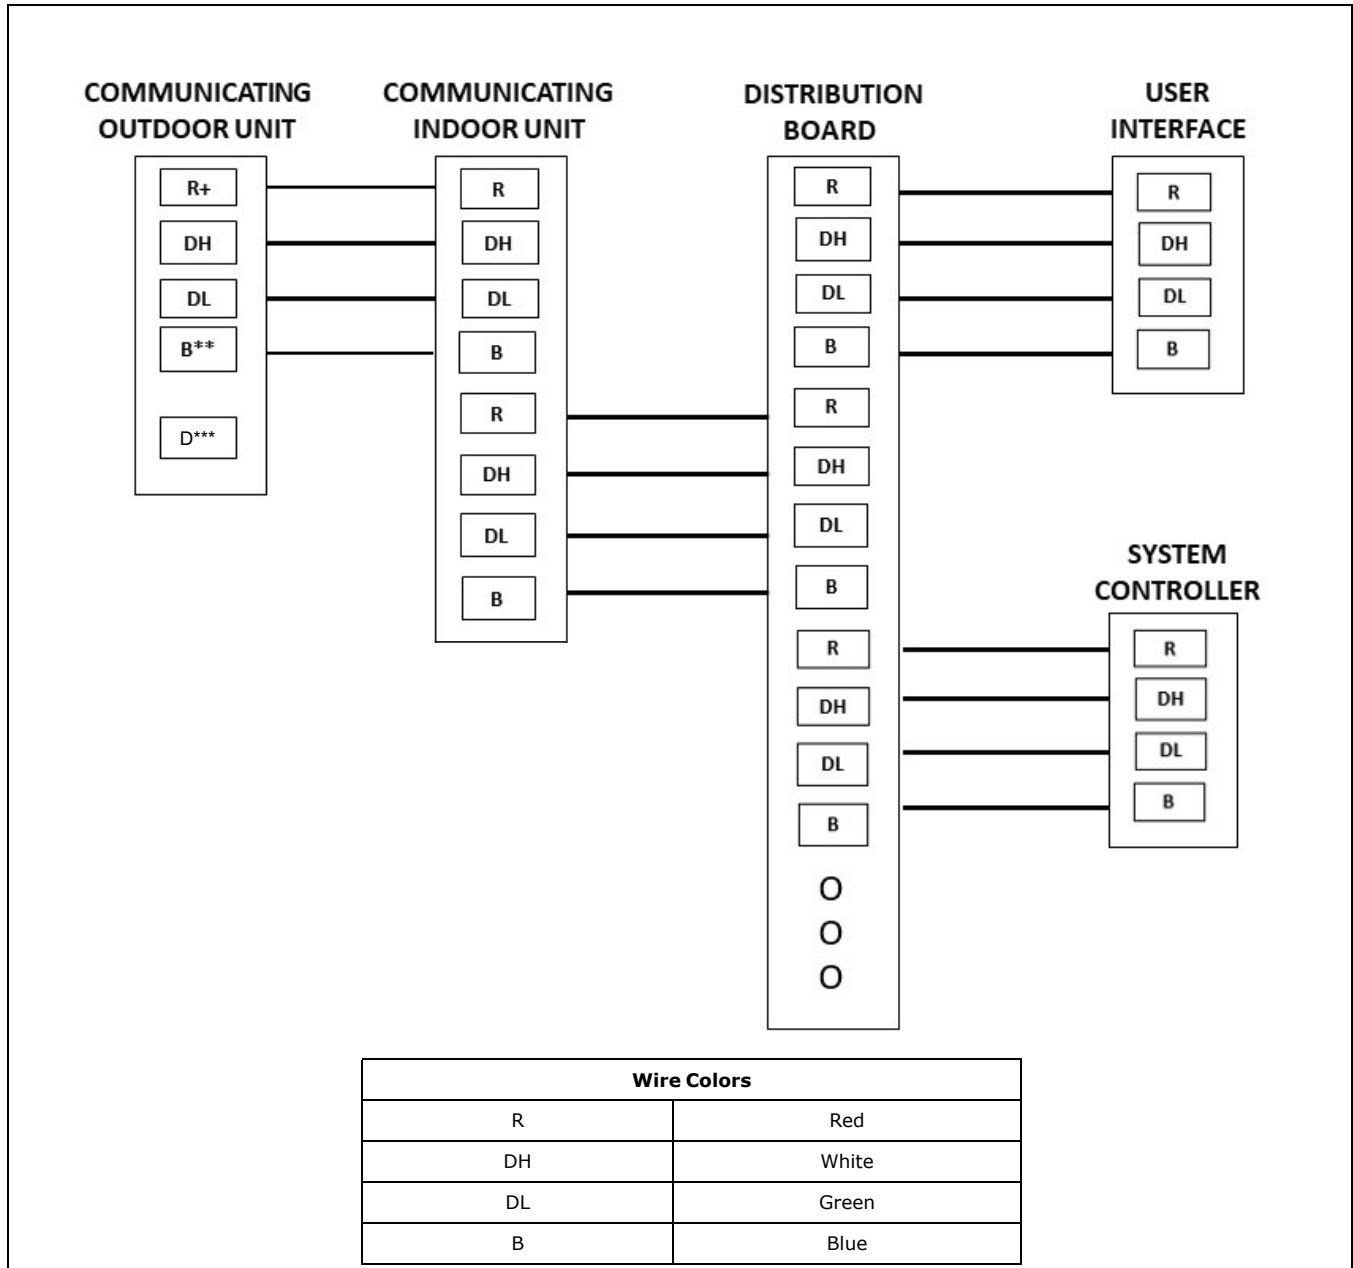 COMMUNICATING
OUTDOOR UNIT
R+
DH
DL
B**
D***
COMMUNICATING
INDOOR UNIT
R
DH
DL
B
R
DH
DL
B
DISTRIBUTION
BOARD
R
DH
DL
B
R
DH
DL
B
R
DH
DL
B
O
O
O
USER
INTERFACE
R
DH
DL
B
SYSTEM
CONTROLLER
R
DH
DL
B
Wire Colors
R Red
DH White
DL Green
B Blue